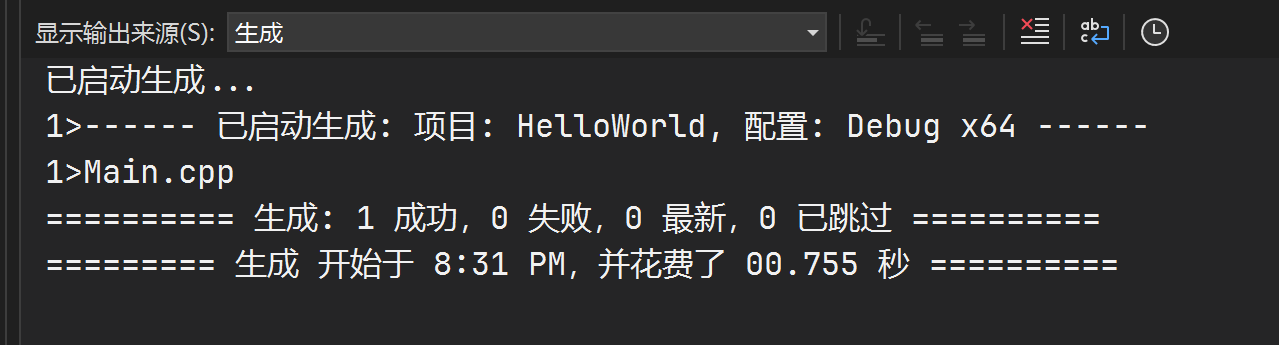 显示输出来源(S): 生成
已启动生成...
1>------ 已启动生成: 项目: HelloWorld, 配置: Debug x64 ------
1>Main.cpp
========== 生成: 1 成功，0 失败，0 最新，0 已跳过 ==========
========= 生成 开始于 8:31 PM，并花费了 00.755 秒 ==========